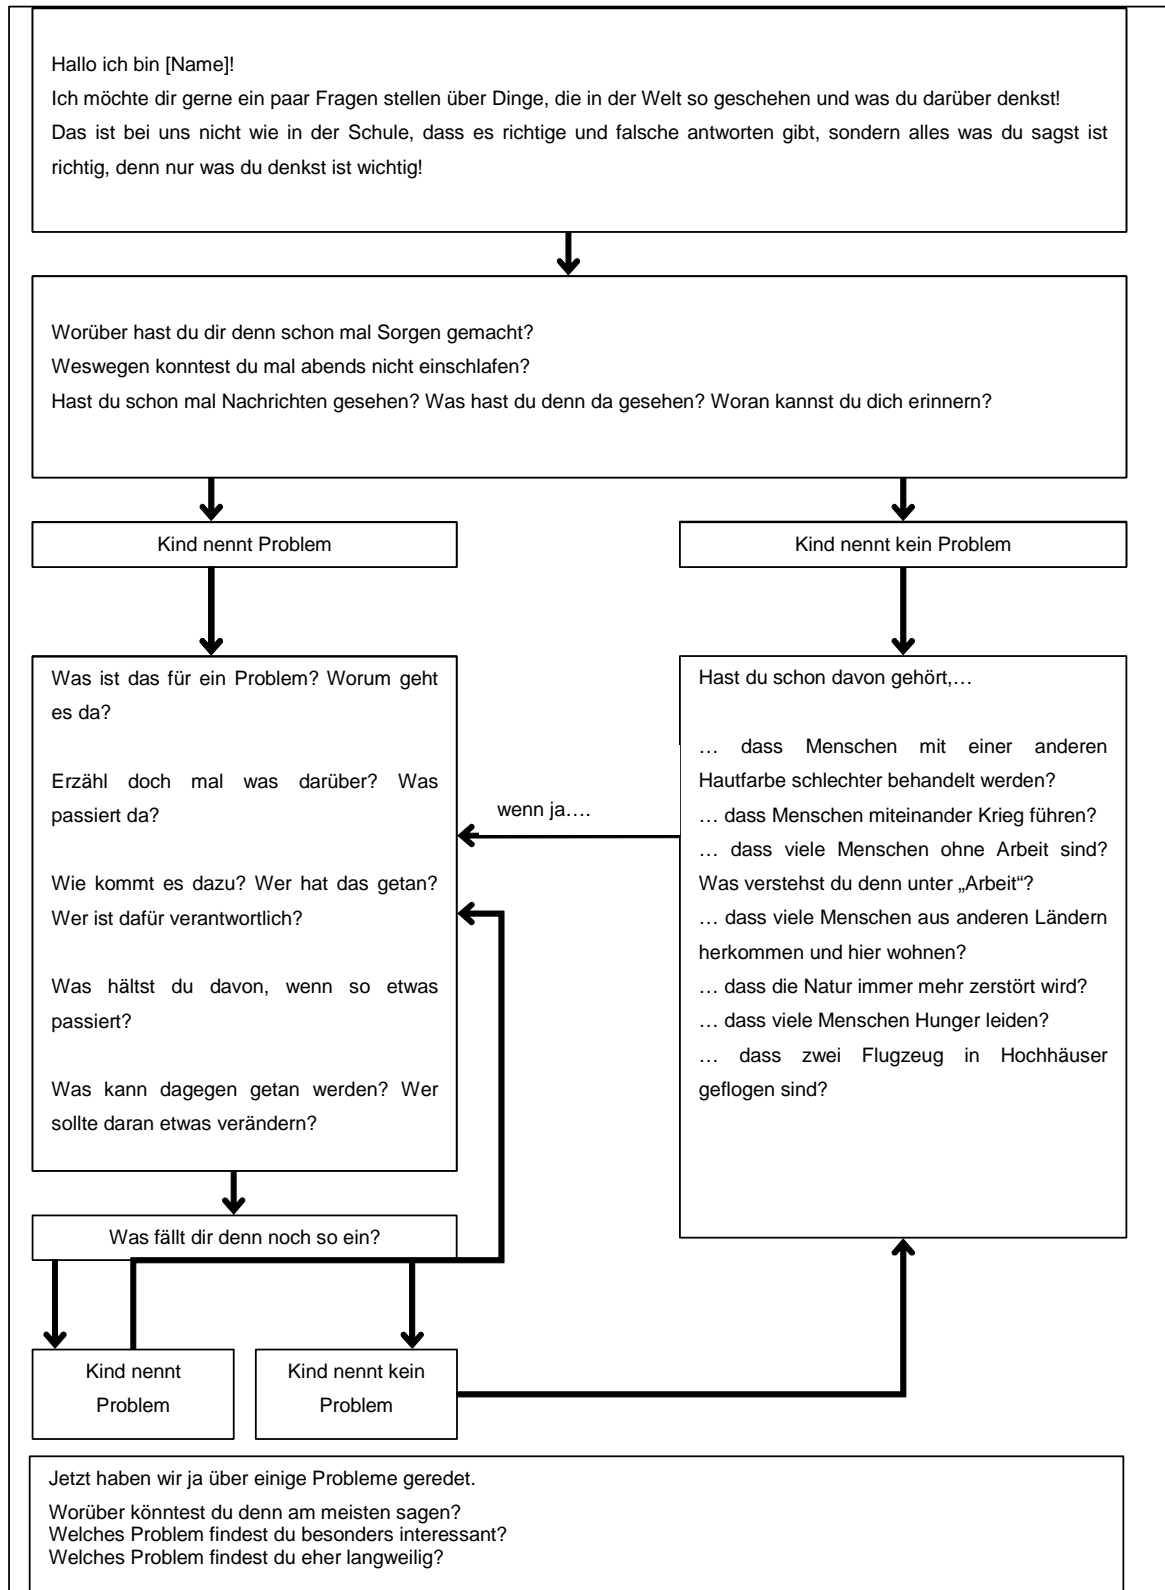 Hallo ich bin [Name]!
Ich möchte dir gerne ein paar Fragen stellen über Dinge, die in der Welt so geschehen und was du darüber denkst!
Das ist bei uns nicht wie in der Schule, dass es richtige und falsche antworten gibt, sondern alles was du sagst ist
richtig, denn nur was du denkst ist wichtig!
Worüber hast du dir denn schon mal Sorgen gemacht?
Weswegen konntest du mal abends nicht einschlafen?
Hast du schon mal Nachrichten gesehen? Was hast du denn da gesehen? Woran kannst du dich erinnern?
Kind nennt Problem
Kind nennt kein Problem
Was ist das für ein Problem? Worum geht
es da?
Erzähl doch mal was darüber? Was
passiert da?
Wie kommt es dazu? Wer hat das getan?
Wer ist dafür verantwortlich?
Was hältst du davon, wenn so etwas
passiert?
Was kann dagegen getan werden? Wer
sollte daran etwas verändern?
wenn ja….
Hast du schon davon gehört,…
… dass Menschen mit einer anderen
Hautfarbe schlechter behandelt werden?
… dass Menschen miteinander Krieg führen?
… dass viele Menschen ohne Arbeit sind?
Was verstehst du denn unter „Arbeit“?
… dass viele Menschen aus anderen Ländern
herkommen und hier wohnen?
… dass die Natur immer mehr zerstört wird?
… dass viele Menschen Hunger leiden?
… dass zwei Flugzeug in Hochhäuser
geflogen sind?
Was fällt dir denn noch so ein?
Kind nennt
Problem
Kind nennt kein
Problem
Jetzt haben wir ja über einige Probleme geredet.
Worüber könntest du denn am meisten sagen?
Welches Problem findest du besonders interessant?
Welches Problem findest du eher langweilig?